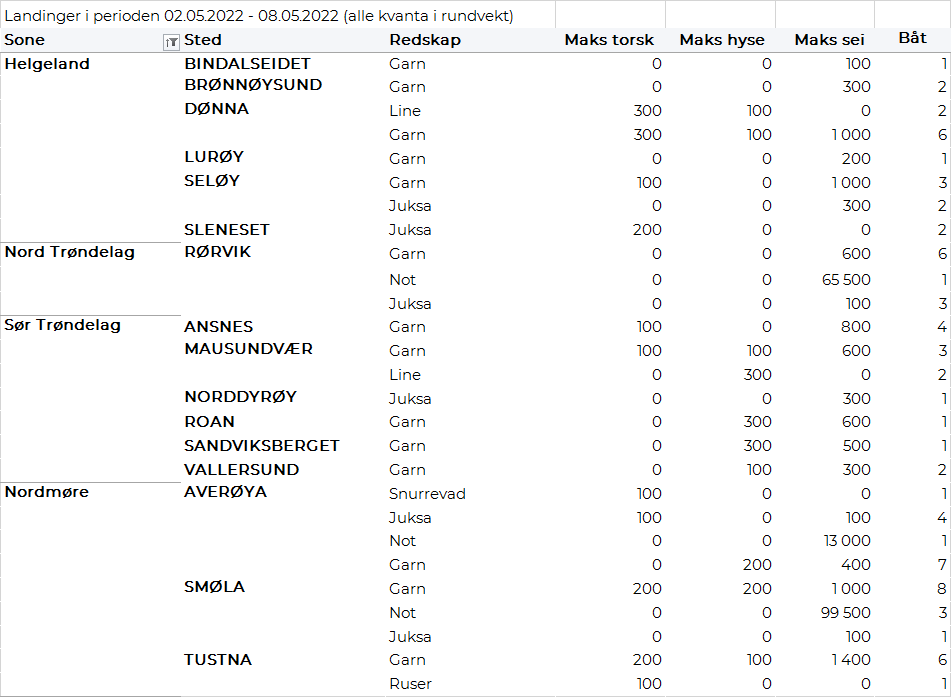 Landinger i perioden 02.05.2022 - 08.05.2022 (alle kvanta i rundvekt)
Sone Sted Redskap Maks torsk Maks hyse Maks sei Båt
Helgeland BINDALSEIDET Garn 0 0 100 1
BRØNNØYSUND Garn 0 0 300 2
DØNNA Line 300 100 0 2
Garn 300 100 1 000 6
LURØY Garn 0 0 200 1
SELØY Garn 100 0 1 000 3
Juksa 0 0 300 2
SLENESET Juksa 200 0 0 2
Nord Trøndelag RØRVIK Garn 0 0 600 6
Not 0 0 65 500 1
Juksa 0 0 100 3
Sør Trøndelag ANSNES Garn 100 0 800 4
MAUSUNDVÆR Garn 100 100 600 3
Line 0 300 0 2
NORDDYRØY Juksa 0 0 300 1
ROAN Garn 0 300 600 1
SANDVIKSBERGET Garn 0 300 500 1
VALLERSUND Garn 0 100 300 2
Nordmøre AVERØYA Snurrevad 100 0 0 1
Juksa 100 0 100 4
Not 0 0 13 000 1
Garn 0 200 400 7
SMØLA Garn 200 200 1 000 8
Not 0 0 99 500 3
Juksa 0 0 100 1
TUSTNA Garn 200 100 1 400 6
Ruser 100 0 0 1